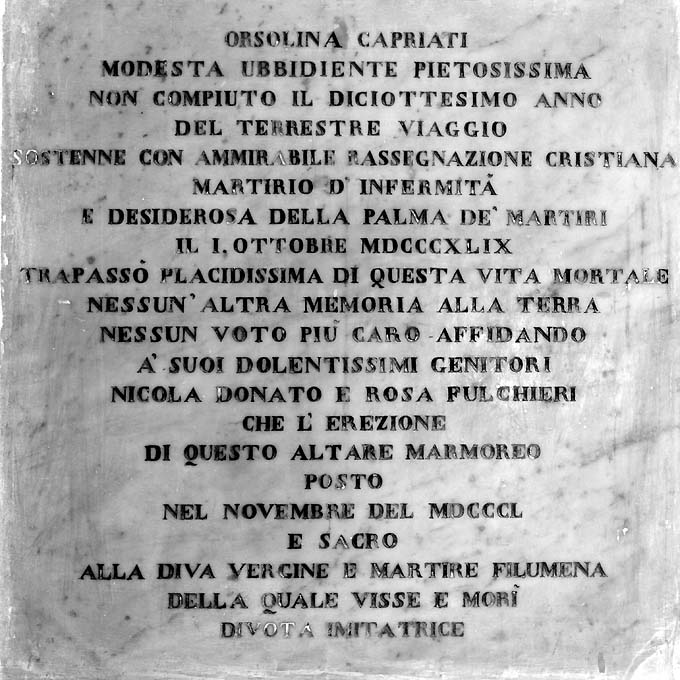 ORSOLINA CAPRIATI
MODESTA UBBIDIENTE PIETOSISSIMA
NON COMPIUTO IL DICIOTTESIMO ANNO
DEL TERRESTRE VIAGGIO
SOSTENNE CON AMMIRABILE RASSEGNAZIONE CRISTIANA
MARTIRIO D' INFERMITÁ
E DESIDEROSA DELLA PALMA DE' MARTIRI
IL I. OTTOBRE MDCCCXLIX
TRAPASSÒ PLACIDISSIMA DI QUESTA VITA MORTALE
NESSUN' ALTRA MEMORIA ALLA TERRA
NESSUN VOTO PIÙ CARO AFFIDANDO
A' SUOI DOLENTISSIMI GENITORI
NICOLA DONATO E ROSA FULCHIERI
CHE L' EREZIONE
DI QUESTO ALTARE MARMOREO
POSTO
NEL NOVEMBRE DEL MDCCCL
E SACRO
ALLA DIVA VERGINE E MARTIRE FILUMENA
DELLA QUALE VISSE E MORÌ
DIVOTA IMITATRICE